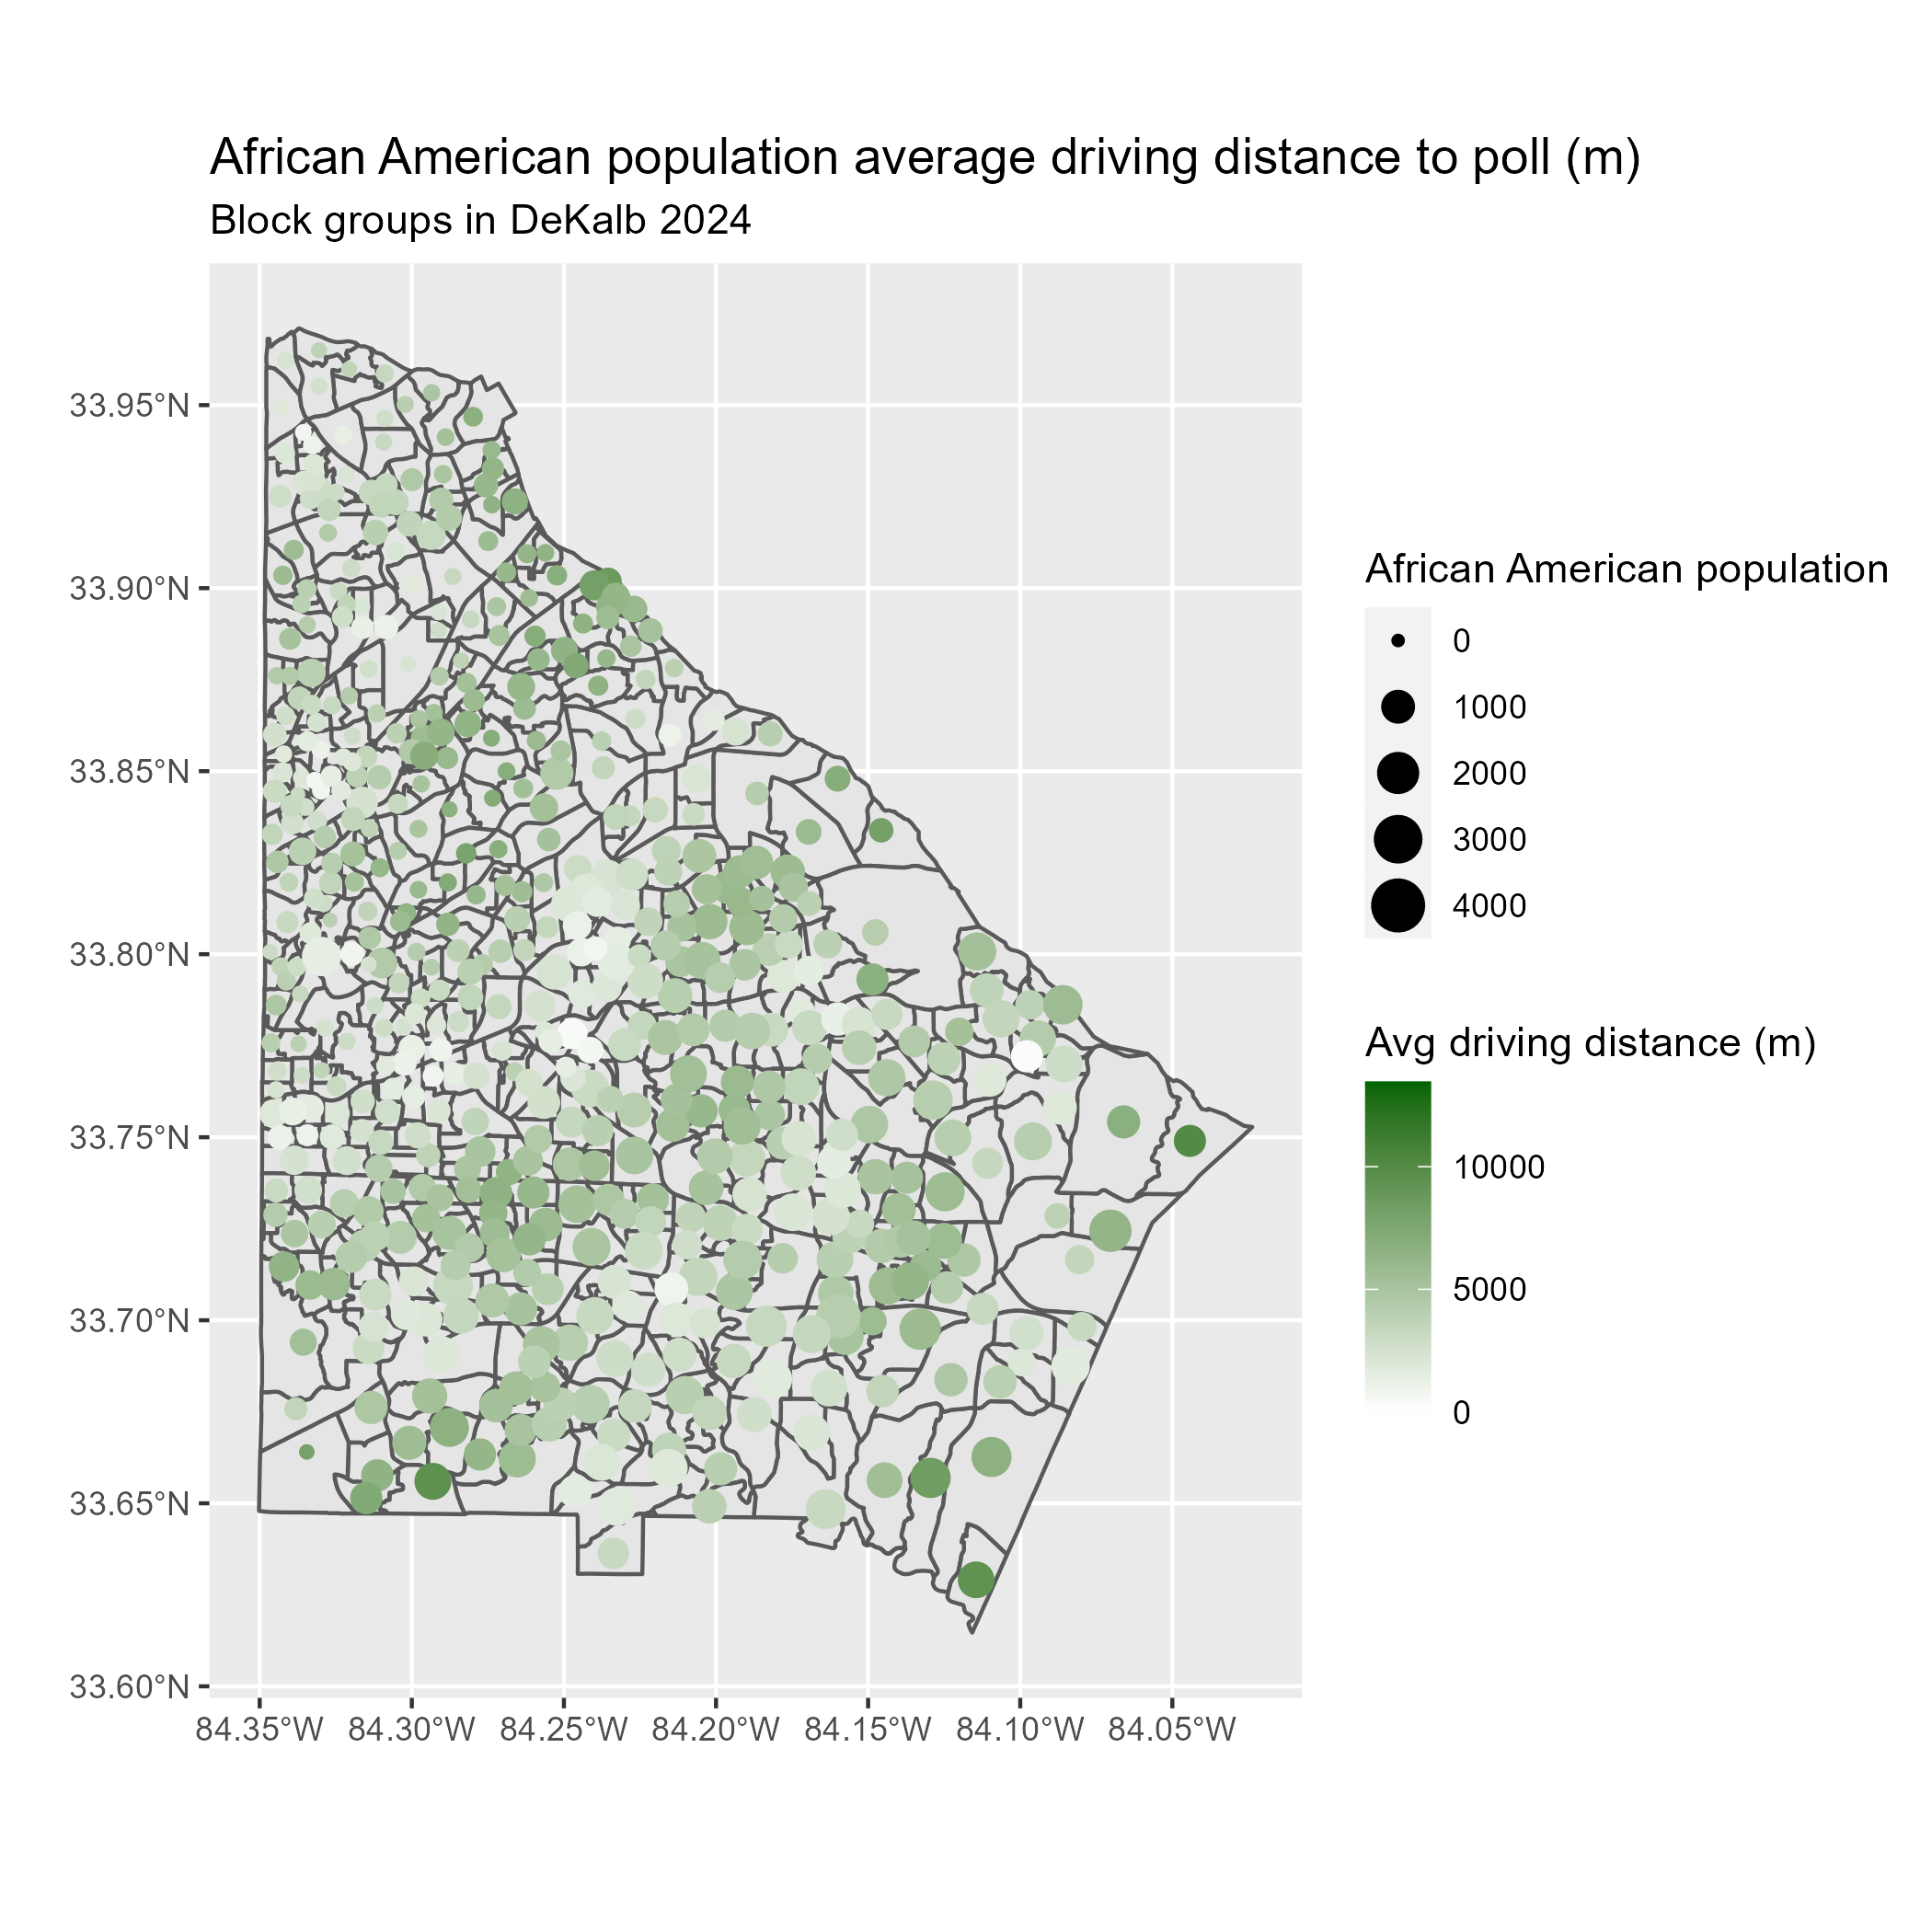 African American population average driving distance to poll (m)
Block groups in DeKalb 2024
33.95°N
33.90°N
33.85°N
33.80°N
33.75°N
33.70°N
33.65°N
33.60°N
84.35°W 84.30°W 84.25°W 84.20°W 84.15°W 84.10°W 84.05°W
African American population
0
1000
2000
3000
4000
Avg driving distance (m)
10000
5000
0